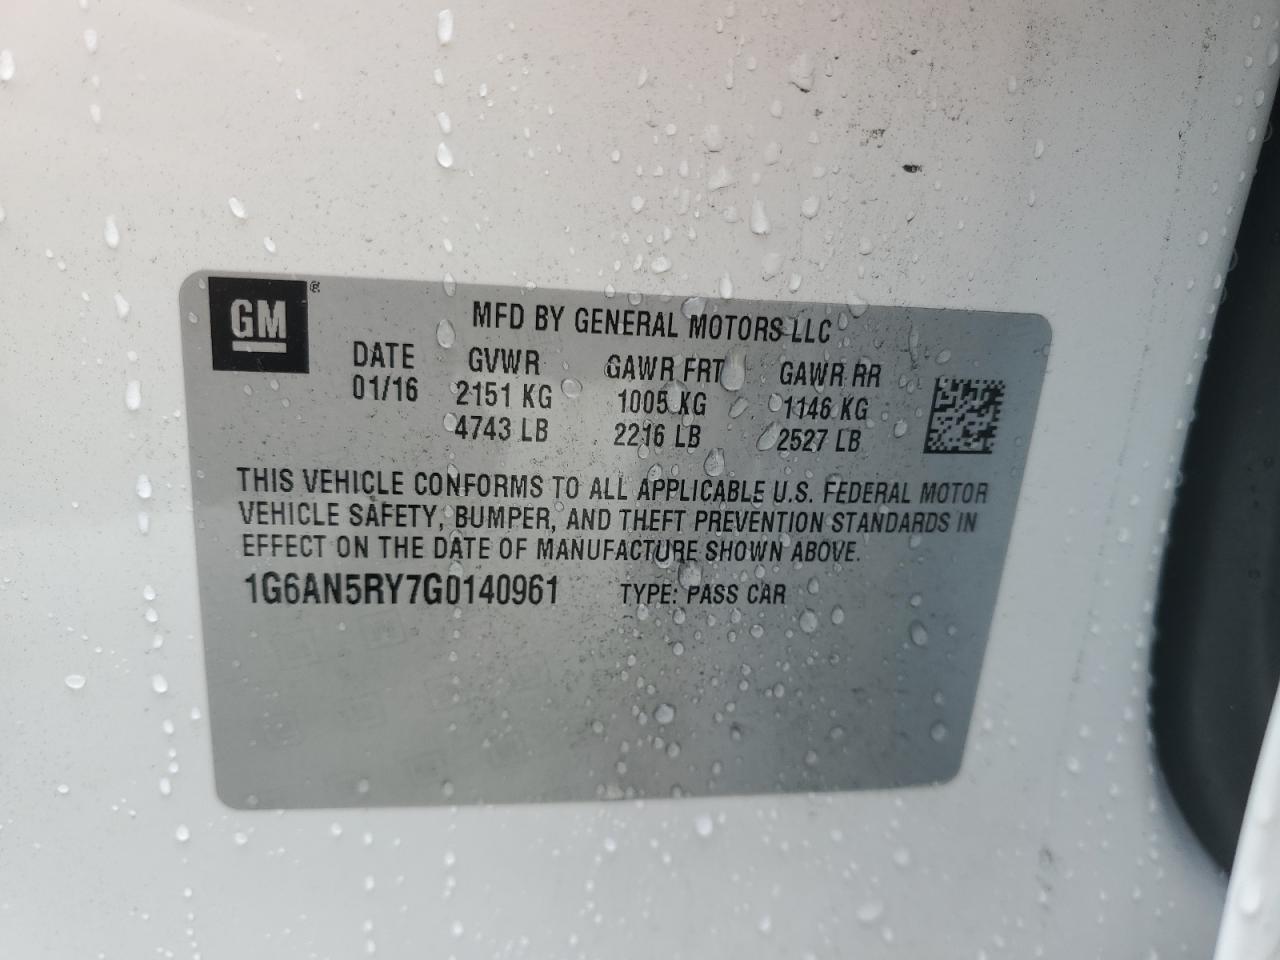 GM ®
MFD BY GENERAL MOTORS LLC
DATE GVWR GAWR FRT GAWR RR
01/16 2151 KG 1005 KG 1146 KG
4743 LB 2216 LB 2527 LB
THIS VEHICLE CONFORMS TO ALL APPLICABLE U.S. FEDERAL MOTOR
VEHICLE SAFETY, BUMPER, AND THEFT PREVENTION STANDARDS IN
EFFECT ON THE DATE OF MANUFACTURE SHOWN ABOVE.
1G6AN5RY7G0140961 TYPE: PASS CAR